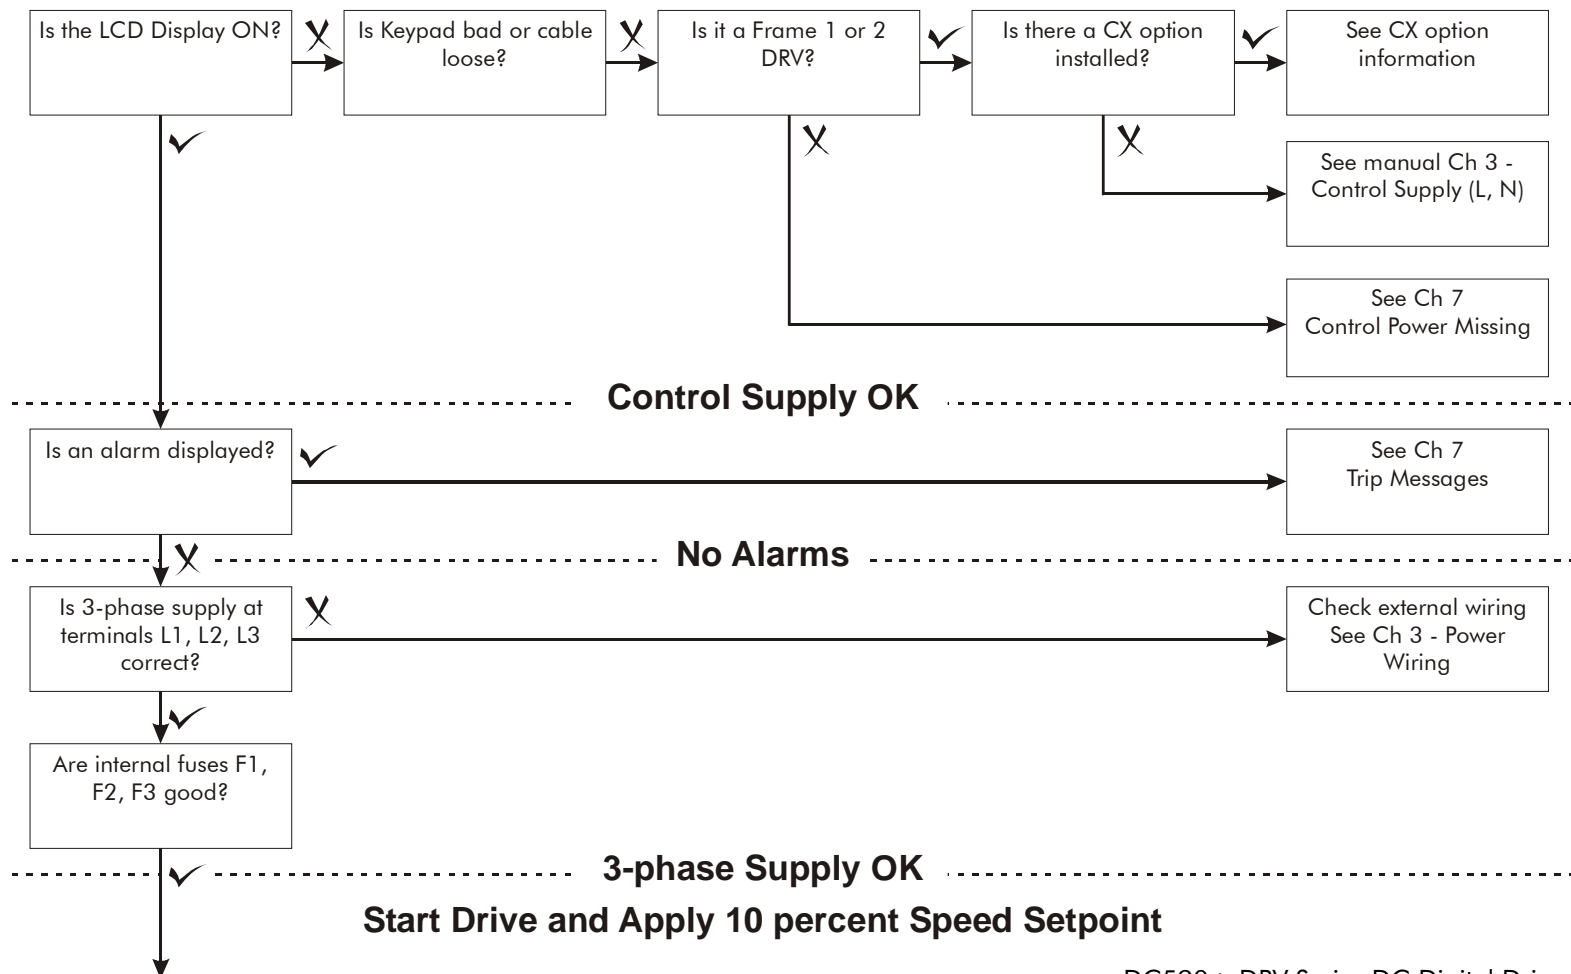 Is the LCD Display ON?
Is Keypad bad or cable
loose?
Is it a Frame 1 or 2
DRV?
Is there a CX option
installed?
See CX option
information
See manual Ch 3 -
Control Supply (L, N)
See Ch 7
Control Power Missing
Control Supply OK
Is an alarm displayed?
See Ch 7
Trip Messages
No Alarms
Is 3-phase supply at
terminals L1, L2, L3
correct?
Check external wiring
See Ch 3 - Power
Wiring
Are internal fuses F1,
F2, F3 good?
3-phase Supply OK
Start Drive and Apply 10 percent Speed Setpoint